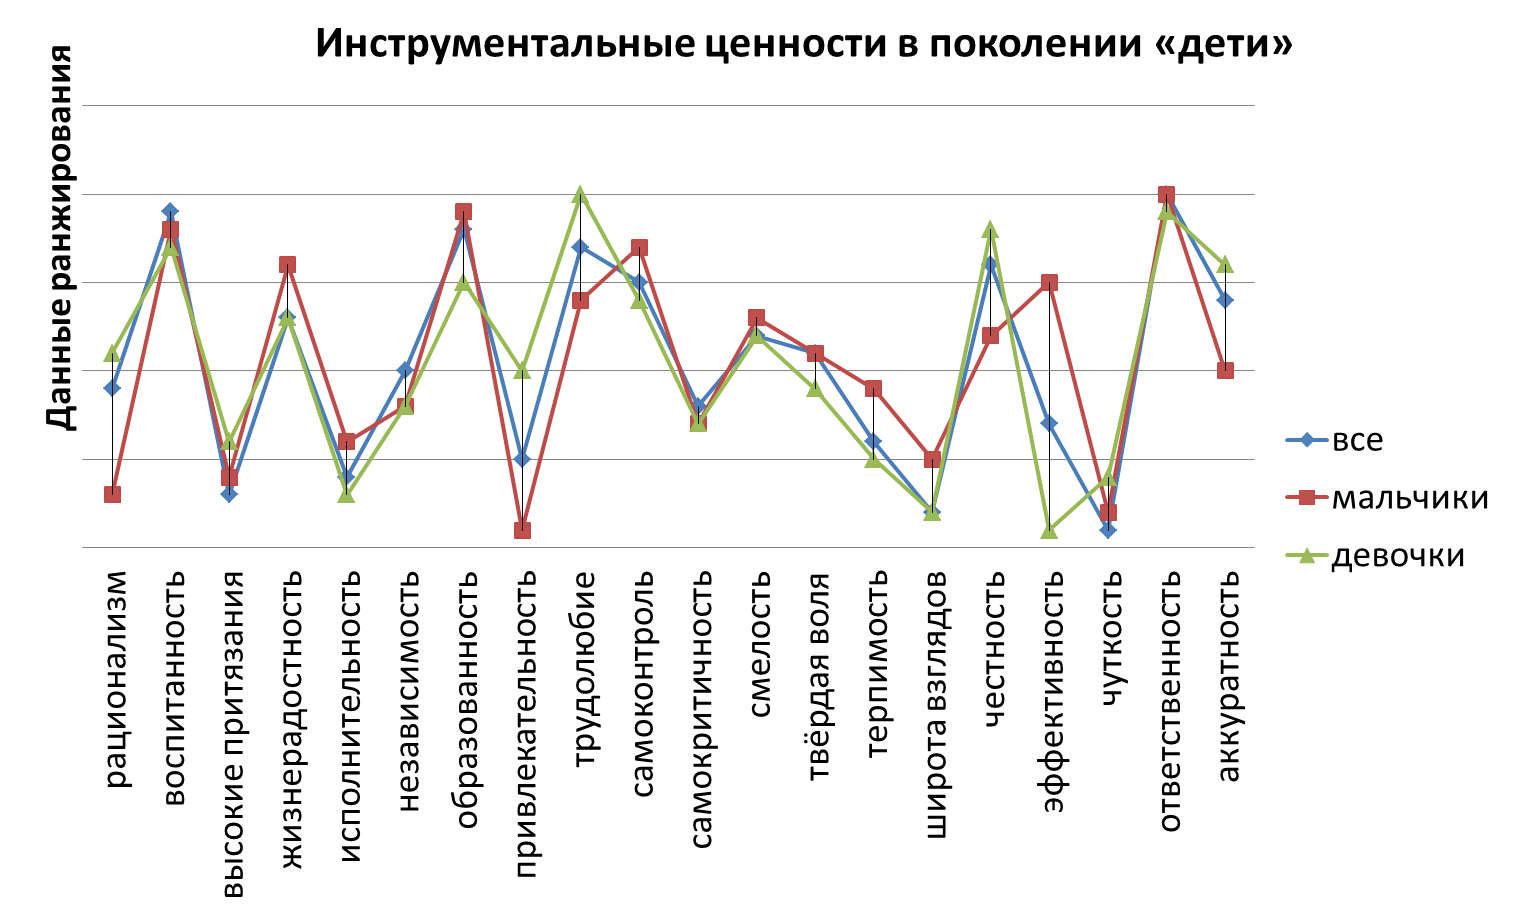 Инструментальные ценности в поколении «дети»
Данные ранжирования
все
мальчики
девочки
рационализм
воспитанность
высокие притязания
жизнерадостность
исполнительность
независимость
образованность
привлекательность
трудолюбие
самоконтроль
самокритичность
смелость
твёрдая воля
терпимость
широта взглядов
честность
эффективность
чуткость
ответственность
аккуратность